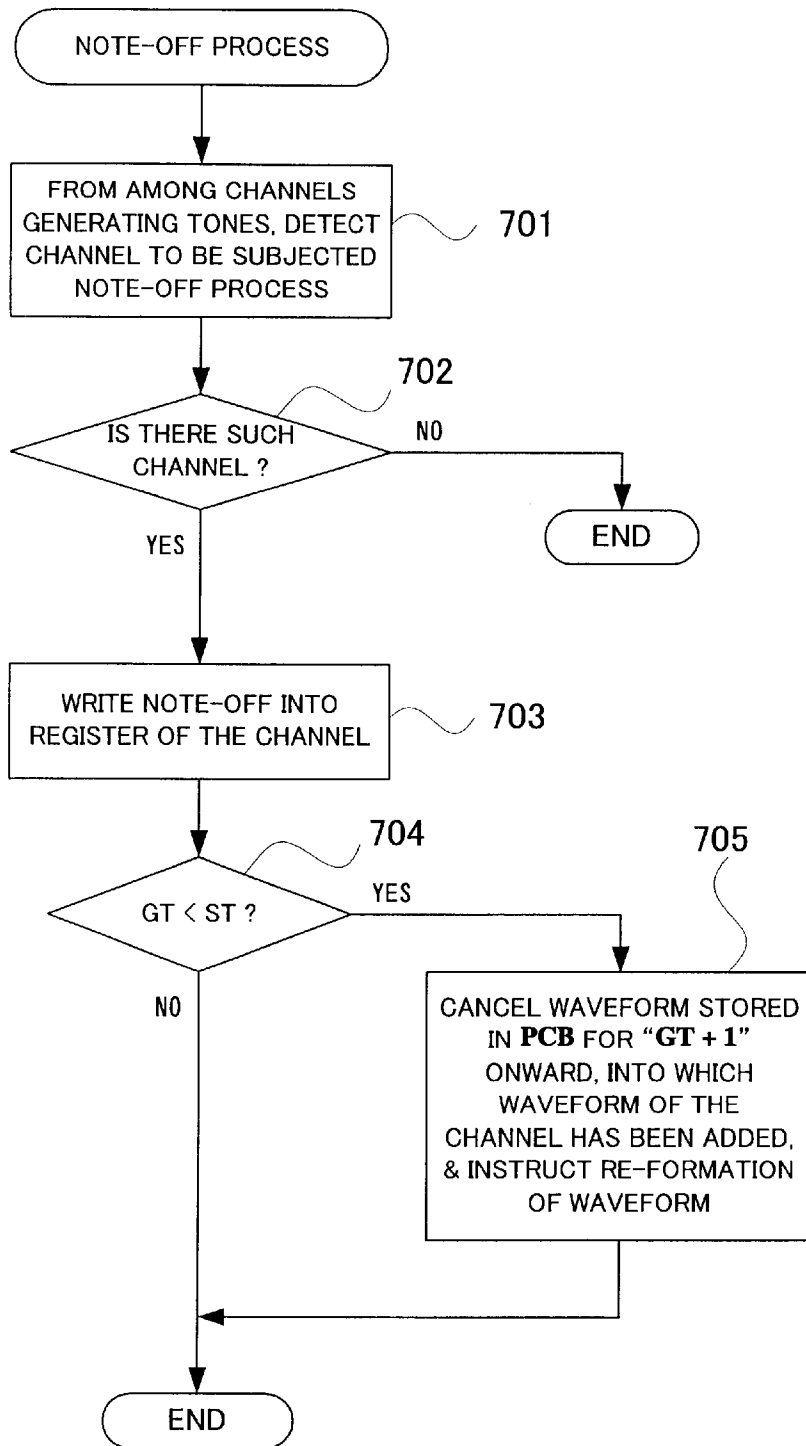 NOTE-OFF PROCESS
FROM AMONG CHANNELS
GENERATING TONES, DETECT
CHANNEL TO BE SUBJECTED
NOTE-OFF PROCESS
701
702
IS THERE SUCH
CHANNEL ?
NO
END
YES
WRITE NOTE-OFF INTO
REGISTER OF THE CHANNEL
703
704
GT < ST ?
YES
705
NO
CANCEL WAVEFORM STORED
IN PCB FOR “GT + 1”
ONWARD, INTO WHICH
WAVEFORM OF THE
CHANNEL HAS BEEN ADDED,
& INSTRUCT RE-FORMATION
OF WAVEFORM
END